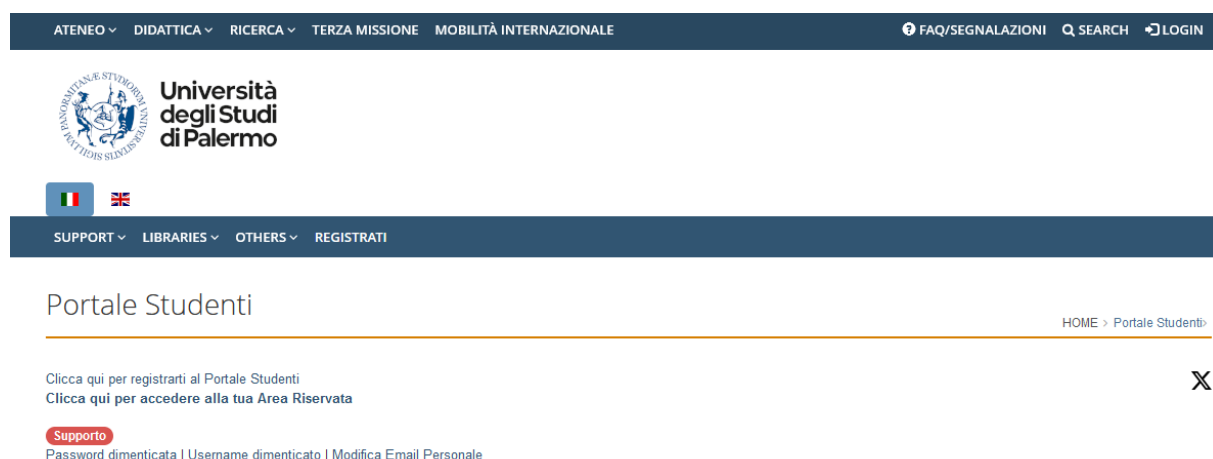 ATENEO DIDATTICA RICERCA TERZA MISSIONE MOBILITÀ INTERNAZIONALE FAQ/SEGNALAZIONI SEARCH LOGIN
Università
degli Studi
di Palermo
SUPPORT LIBRARIES OTHERS REGISTRATI
Portale Studenti
HOME > Portale Studenti>
Clicca qui per registrarti al Portale Studenti
X
Clicca qui per accedere alla tua Area Riservata
Supporto
Password dimenticata | Username dimenticato | Modifica Email Personale